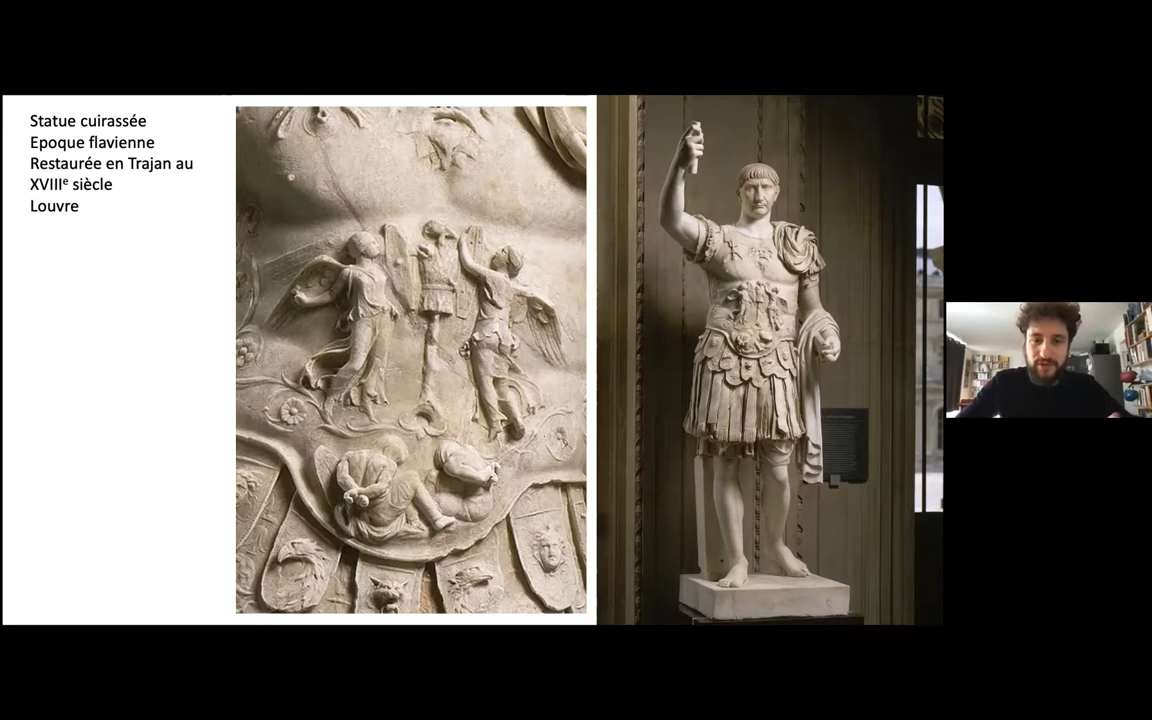 Statue cuirassée
Epoque flavienne
Restaurée en Trajan au
XVIIIᵉ siècle
Louvre